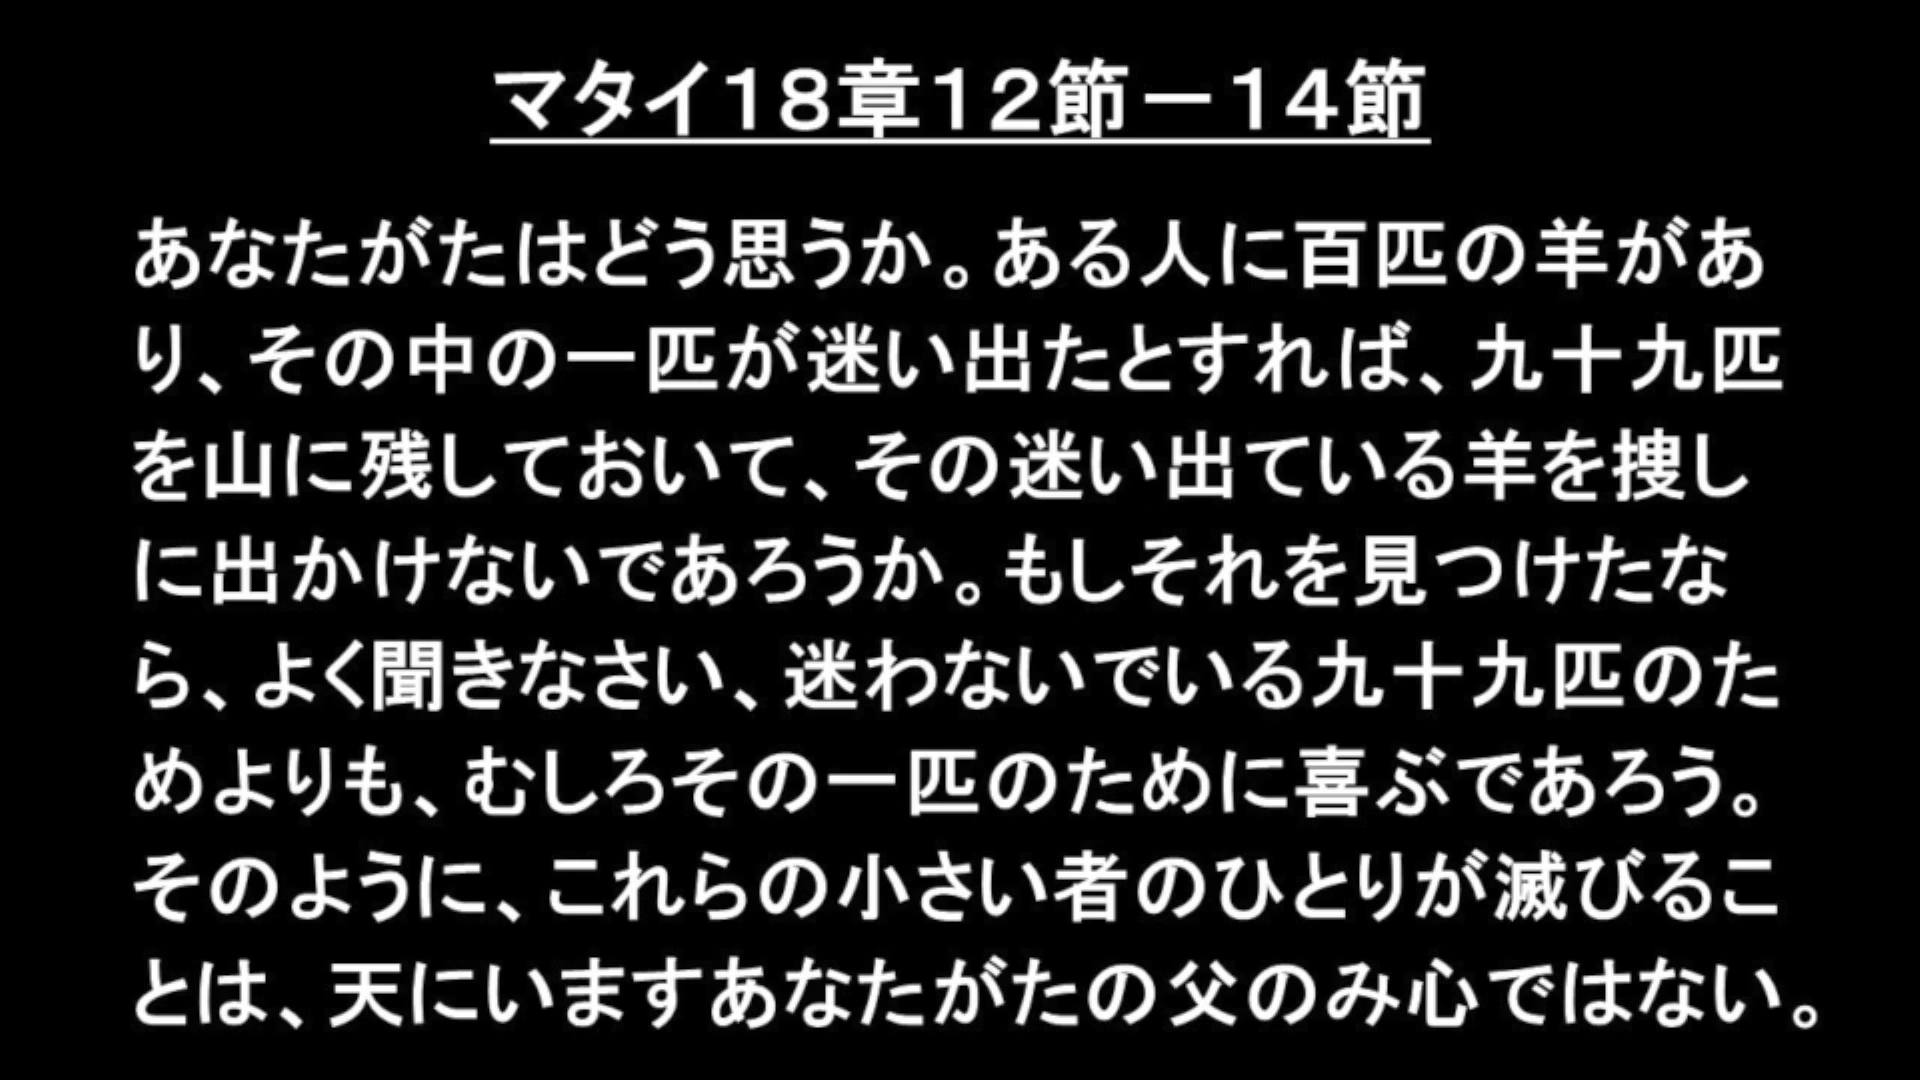 マタイ１８章１２節－１４節
あなたがたはどう思うか。ある人に百匹の羊があ
り、その中の一匹が迷い出たとすれば、九十九匹
を山に残しておいて、その迷い出ている羊を捜し
に出かけないであろうか。もしそれを見つけたな
ら、よく聞きなさい、迷わないでいる九十九匹のた
めよりも、むしろその一匹のために喜ぶであろう。
そのように、これらの小さい者のひとりが滅びるこ
とは、天にいますあなたがたの父のみ心ではない。